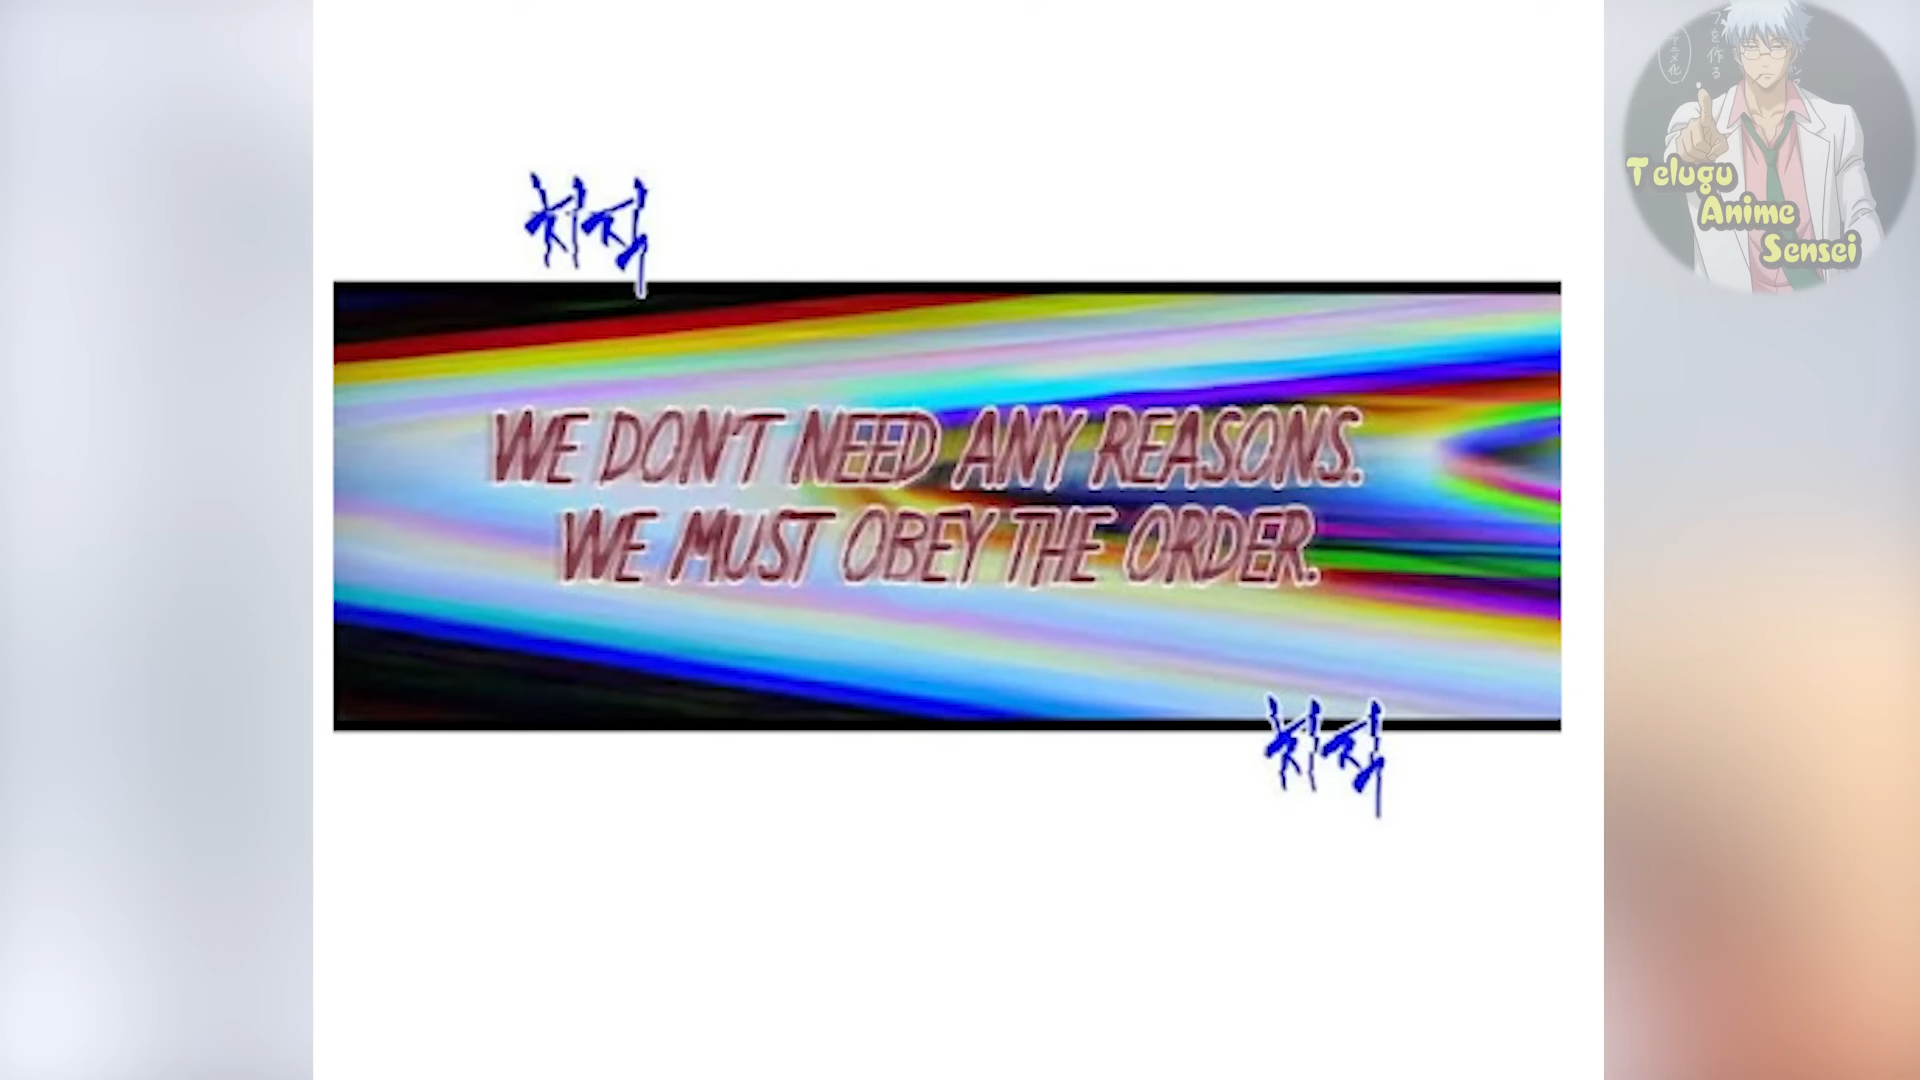 치직
WE DON'T NEED ANY REASONS.
WE MUST OBEY THE ORDER.
치직
Telugu
Anime
Sensei